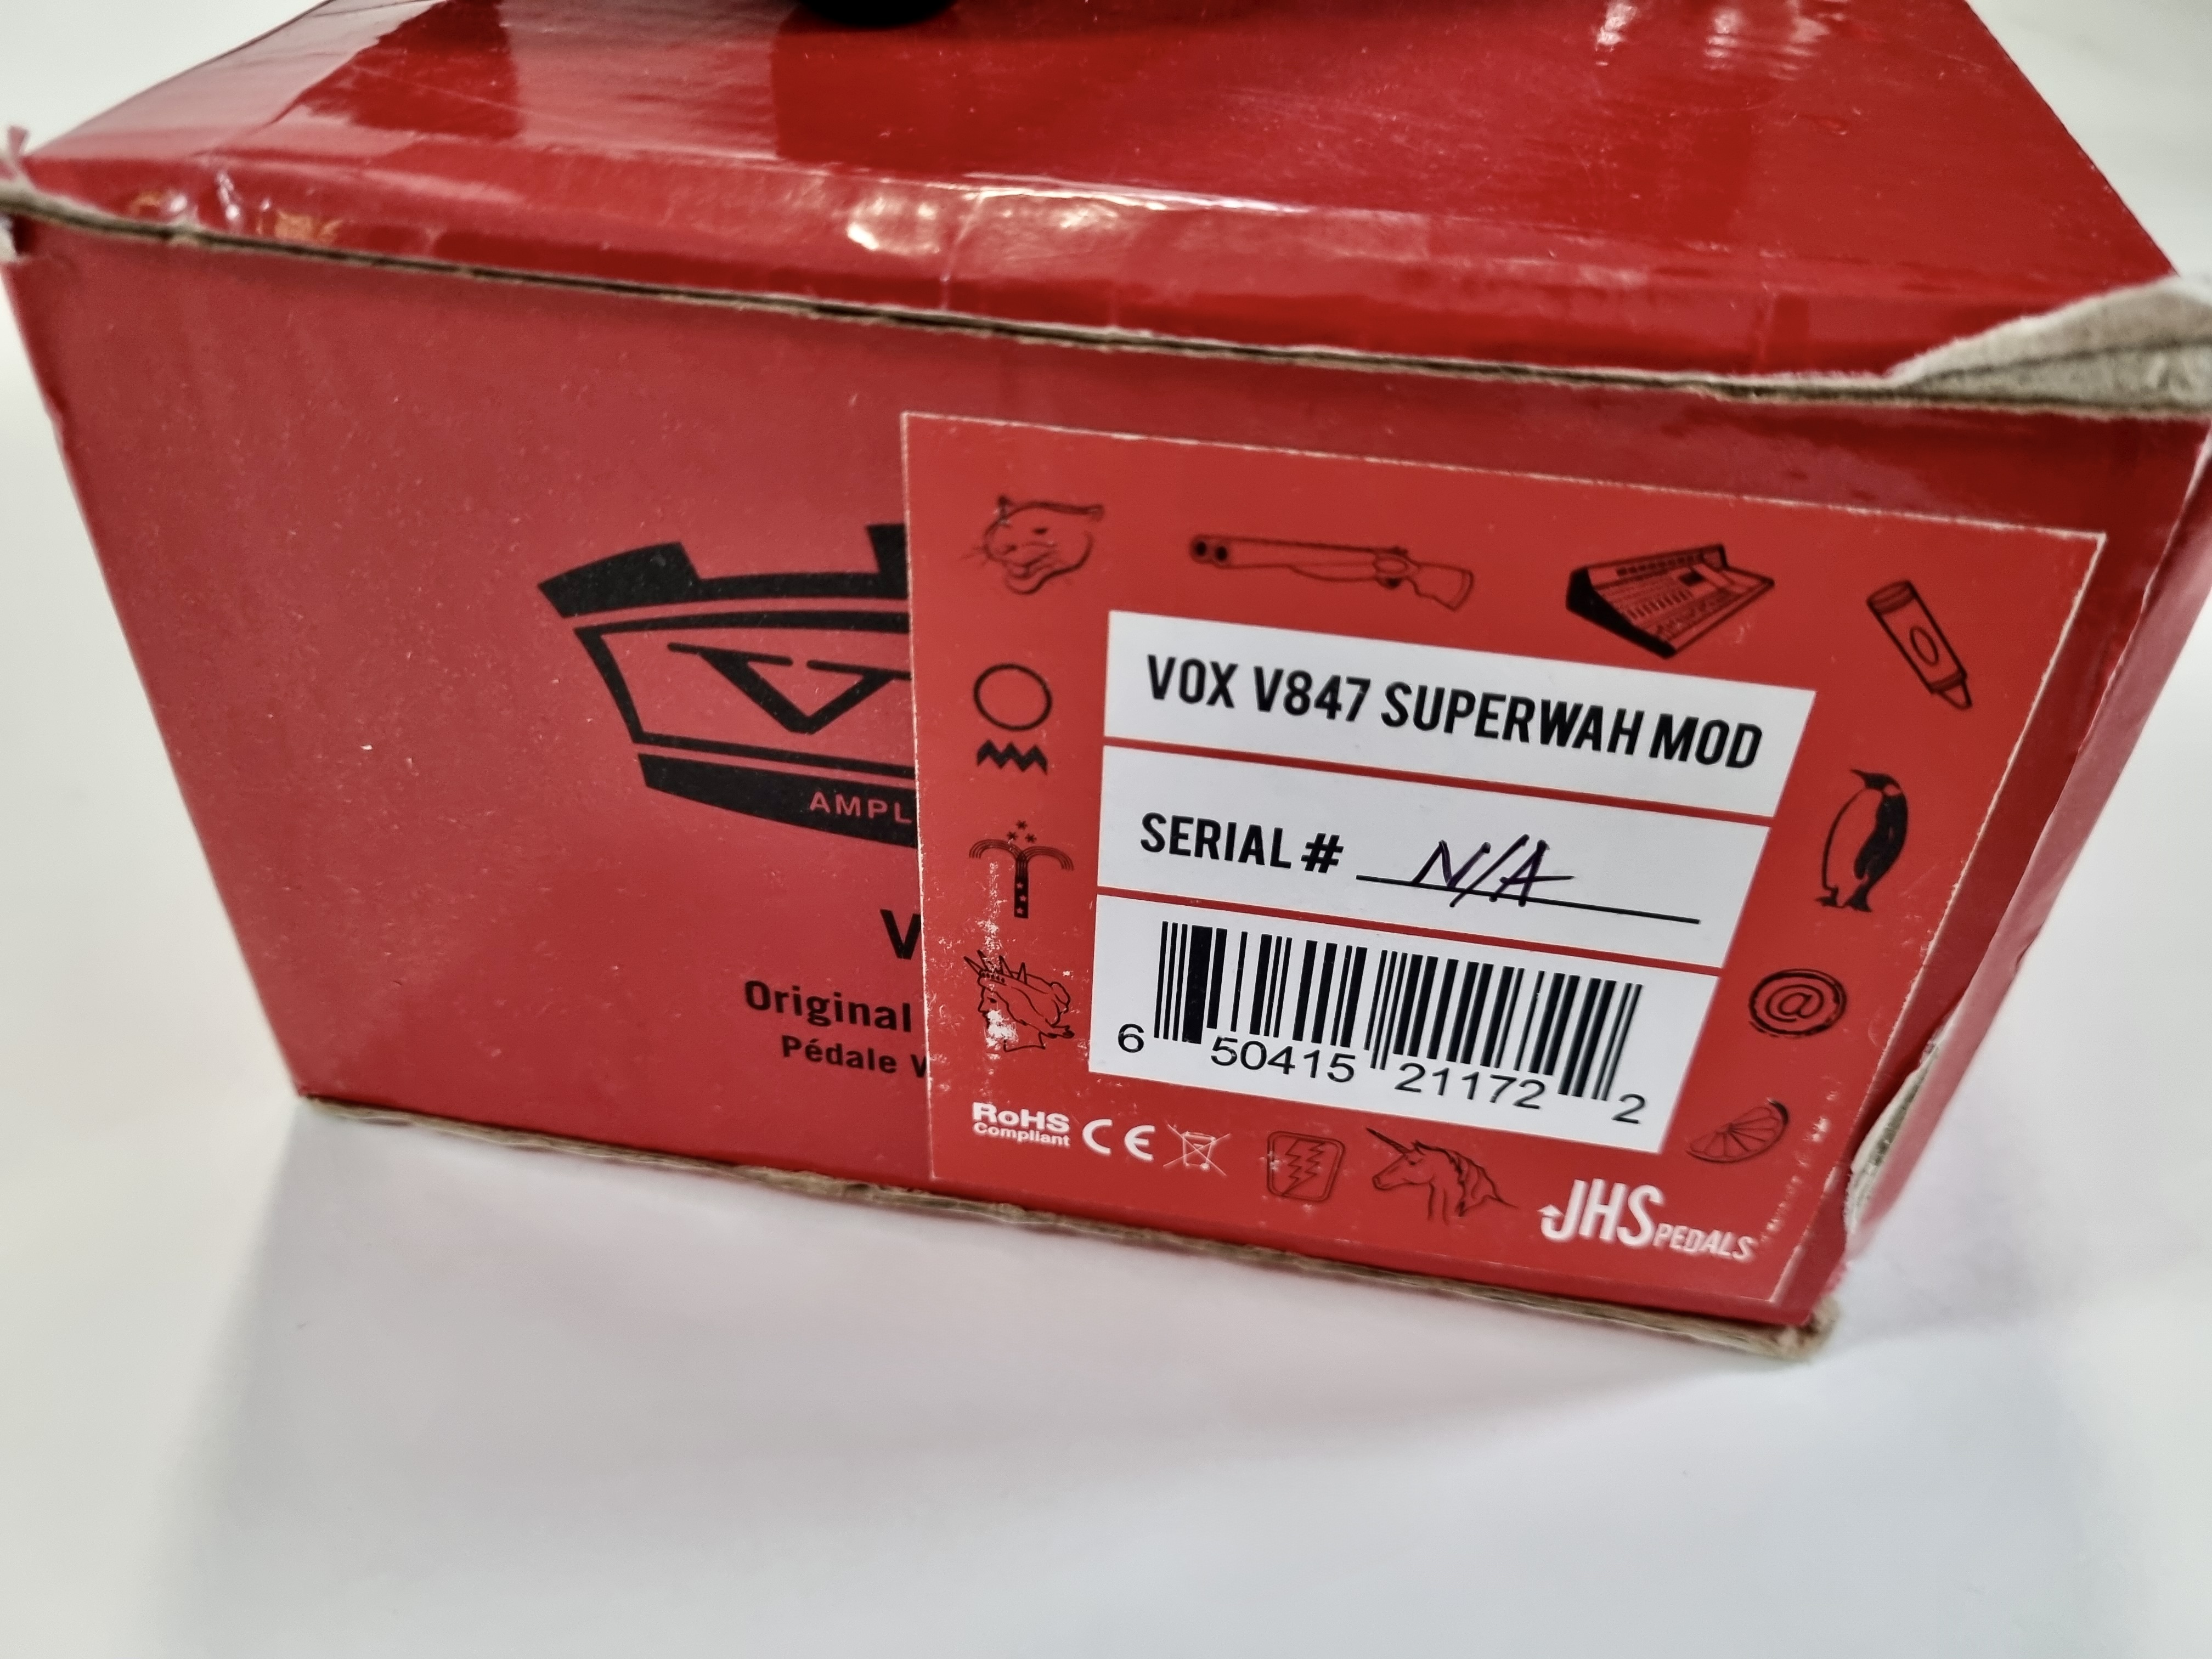 AMPL
V
Original
Pédale
VOX V847 SUPERWAH MOD
SERIAL # N/A
6 50415 21172 2
RoHS
Compliant CE
@
JHS PEDALS